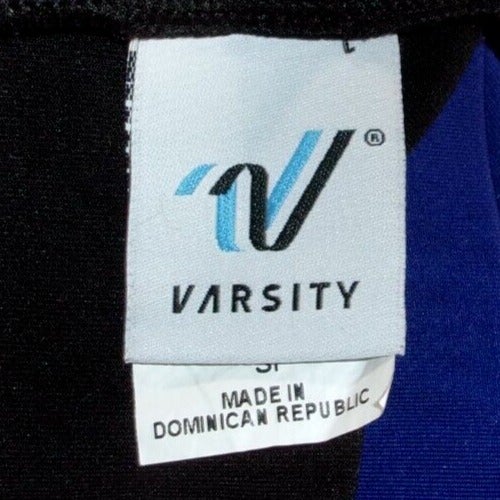 L
®
VARSITY
MADE IN
DOMINICAN REPUBLIC